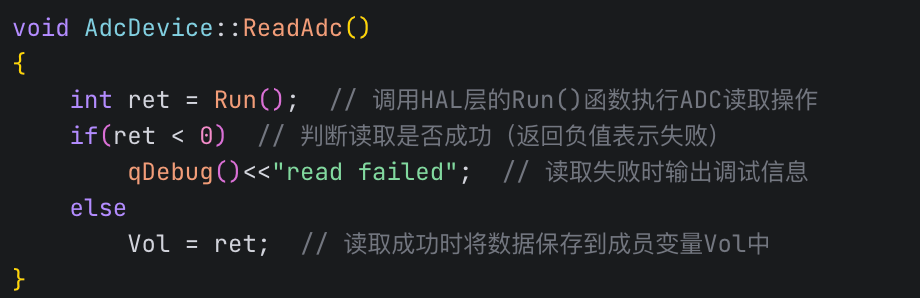 void AdcDevice::ReadAdc()
{
    int ret = Run();  // 调用HAL层的Run()函数执行ADC读取操作
    if(ret < 0)  // 判断读取是否成功（返回负值表示失败）
        qDebug()<<"read failed";  // 读取失败时输出调试信息
    else
        Vol = ret;  // 读取成功时将数据保存到成员变量Vol中
}